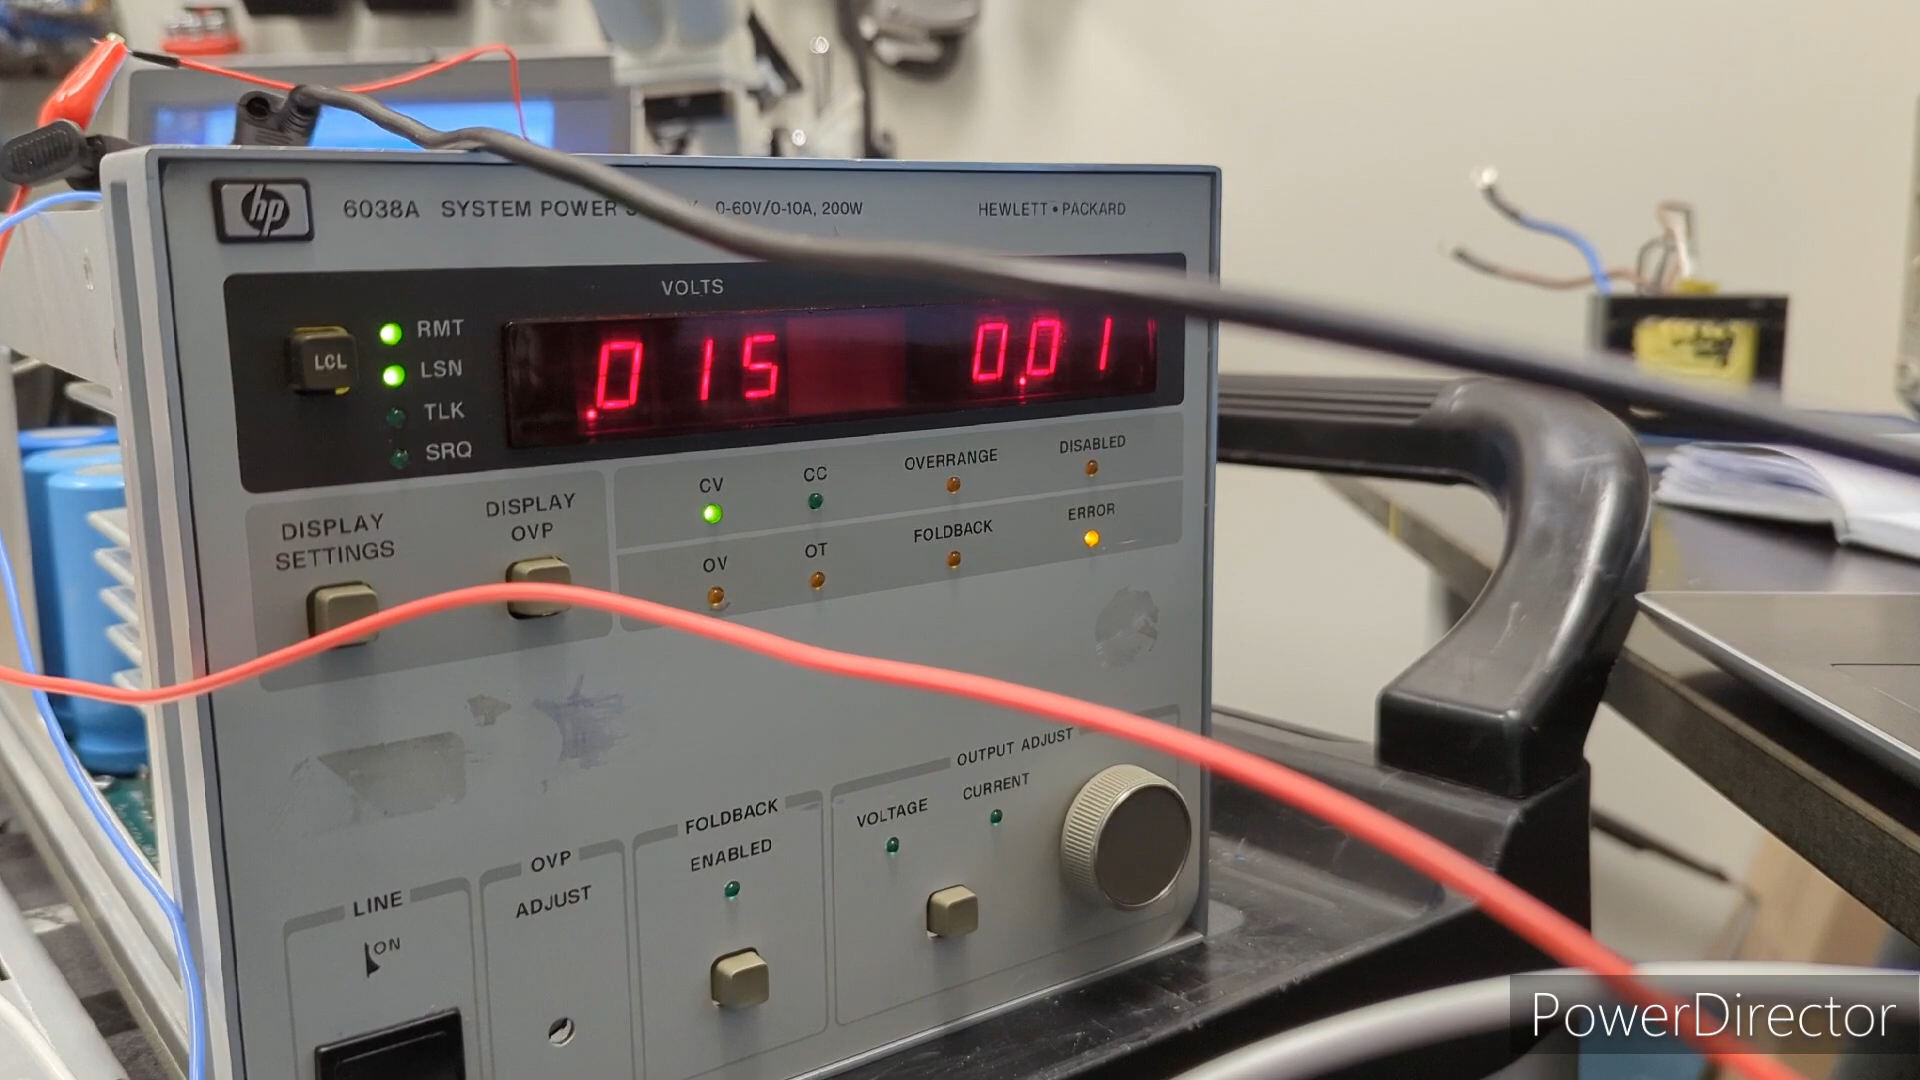 hp 6038A SYSTEM POWER 0-60V/0-10A, 200W HEWLETT•PACKARD
VOLTS
LCL
RMT
LSN
TLK
SRQ
.015 0.01
DISPLAY
SETTINGS
DISPLAY
OVP
CV CC OVERRANGE DISABLED
OV OT FOLDBACK ERROR
LINE
ON
OVP
ADJUST
FOLDBACK
ENABLED
OUTPUT ADJUST
VOLTAGE CURRENT
PowerDirector